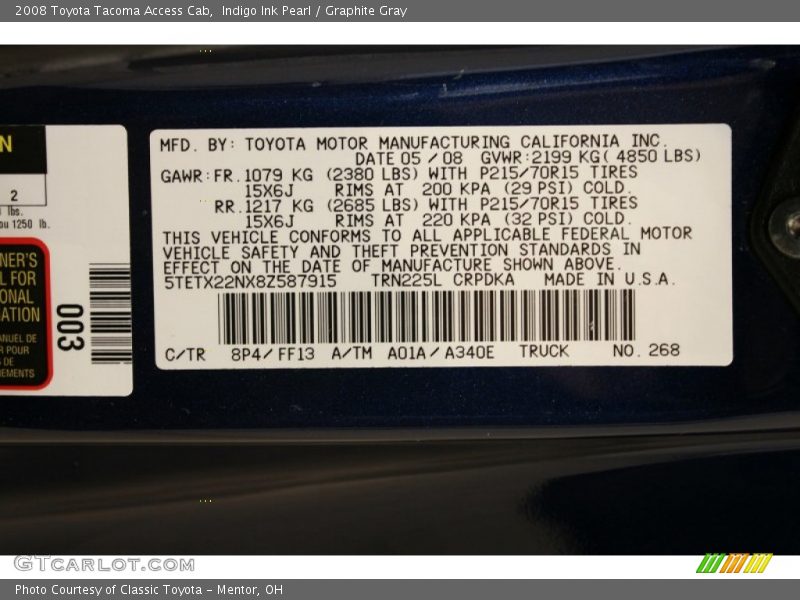 2008 Toyota Tacoma Access Cab,  Indigo Ink Pearl / Graphite Gray
N
2
lbs.
ou 1250 lb.
NER'S
L FOR
ONAL
ATION
ANUEL DE
R POUR
S DE
NEMENTS
003
MFD. BY: TOYOTA MOTOR MANUFACTURING CALIFORNIA INC.
DATE 05 / 08  GVWR:2199 KG( 4850 LBS)
GAWR:FR.1079 KG (2380 LBS) WITH P215/70R15 TIRES
15X6J RIMS AT 200 KPA (29 PSI) COLD.
RR.1217 KG (2685 LBS) WITH P215/70R15 TIRES
15X6J RIMS AT 220 KPA (32 PSI) COLD.
THIS VEHICLE CONFORMS TO ALL APPLICABLE FEDERAL MOTOR
VEHICLE SAFETY AND THEFT PREVENTION STANDARDS IN
EFFECT ON THE DATE OF MANUFACTURE SHOWN ABOVE.
5TETX22NX8Z587915 TRN225L CRPDKA MADE IN U.S.A.
C/TR 8P4/FF13 A/TM A01A/A340E TRUCK NO. 268
GTCARLOT.COM
Photo Courtesy of Classic Toyota - Mentor, OH